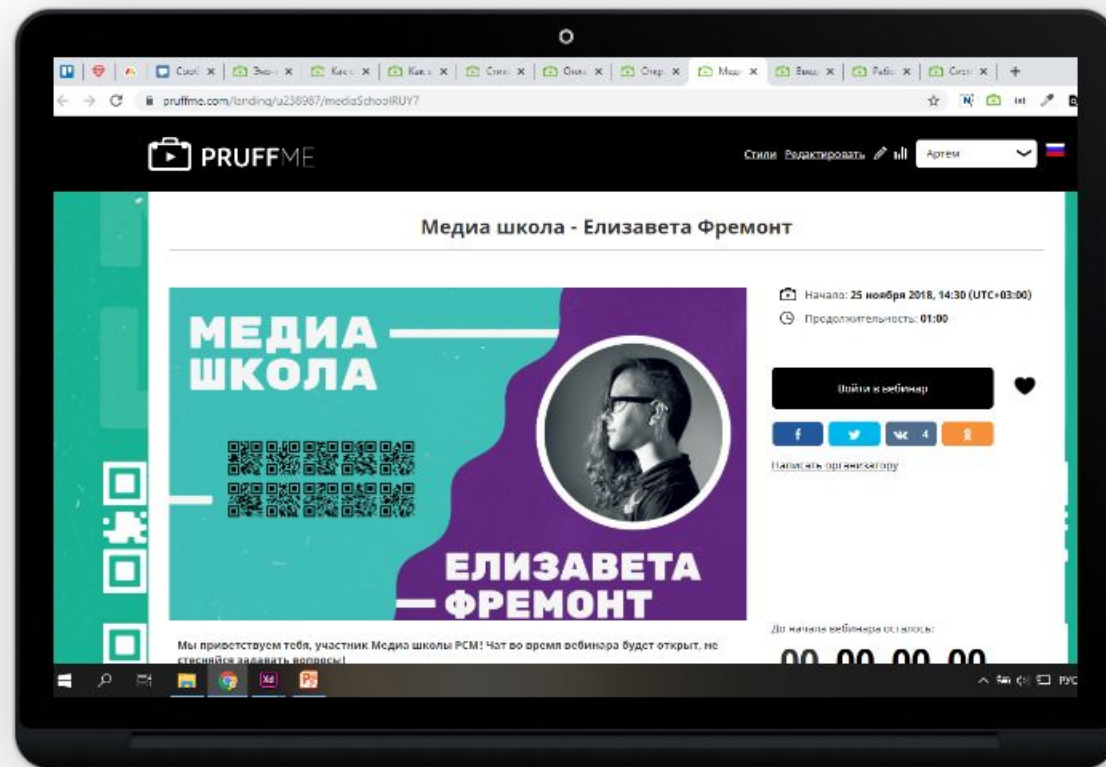 pruffme.com/landing/u238987/mediaSchoolRUY7
PRUFFME
Стили Редактировать
Артём
Медиа школа - Елизавета Фремонт
МЕДИА
ШКОЛА
ЕЛИЗАВЕТА
ФРЕМОНТ
Начало: 25 ноября 2018, 14:30 (UTC+03:00)
Продолжительность: 01:00
Войти в вебинар
4
Написать организатору
До начала вебинара осталось:
00 00 00 00
Мы приветствуем тебя, участник Медиа школы РСМ! Чат во время вебинара будет открыт, не
стесняйся задавать вопросы!
РУС